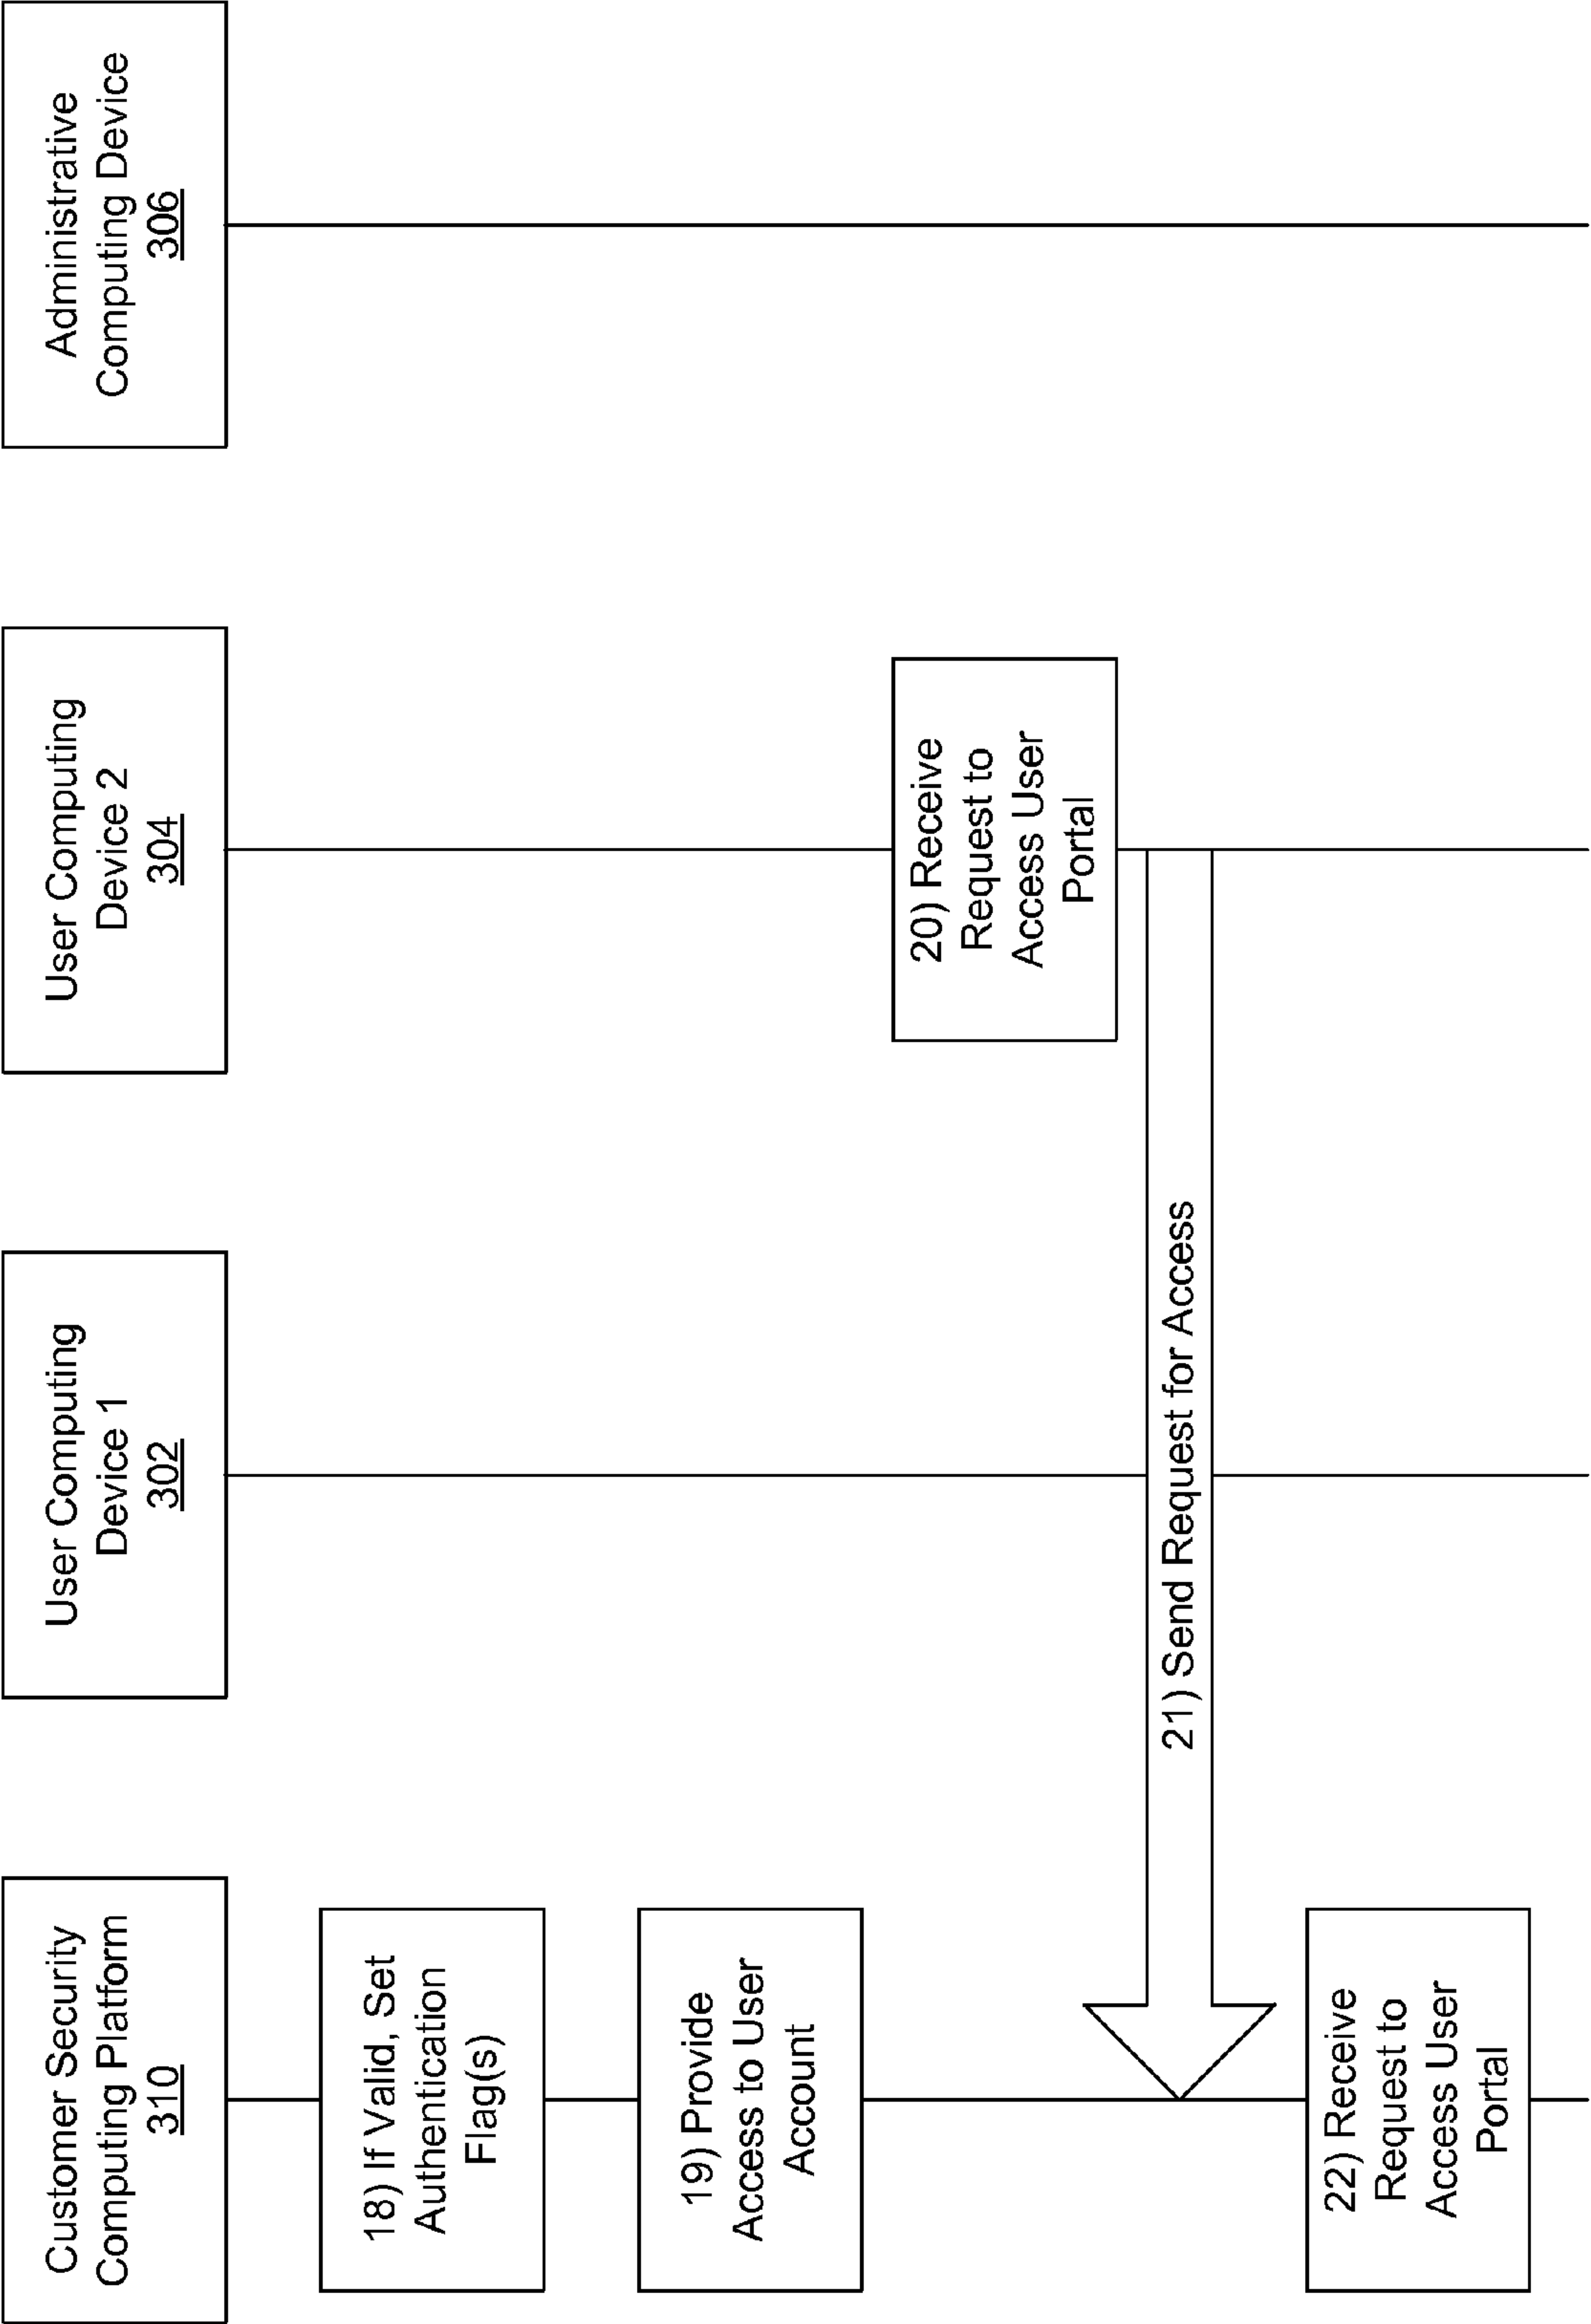 Customer Security
Computing Platform
310
User Computing
Device 1
302
User Computing
Device 2
304
Administrative
Computing Device
306
18) If Valid, Set
Authentication
Flag(s)
19) Provide
Access to User
Account
20) Receive
Request to
Access User
Portal
21) Send Request for Access
22) Receive
Request to
Access User
Portal